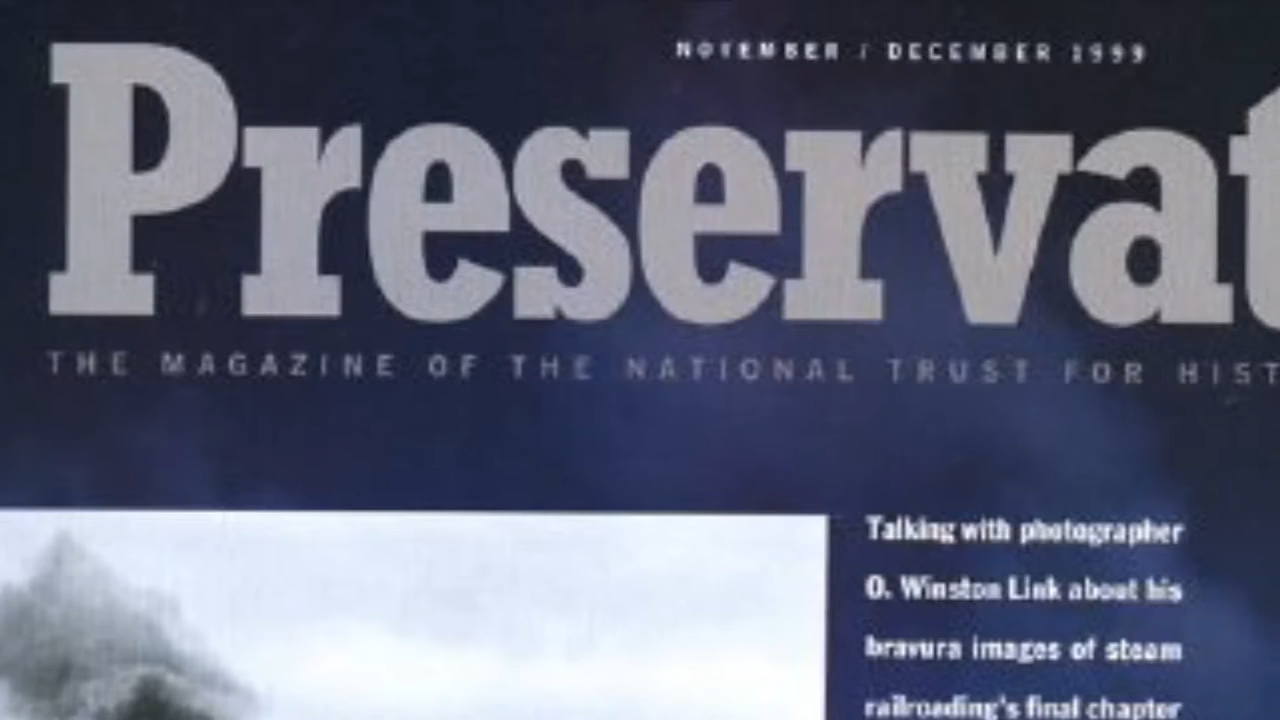 NOVEMBER / DECEMBER 1999
Preservat
THE MAGAZINE OF THE NATIONAL TRUST FOR HIST
Talking with photographer
O. Winston Link about his
bravura images of steam
railroading's final chapter